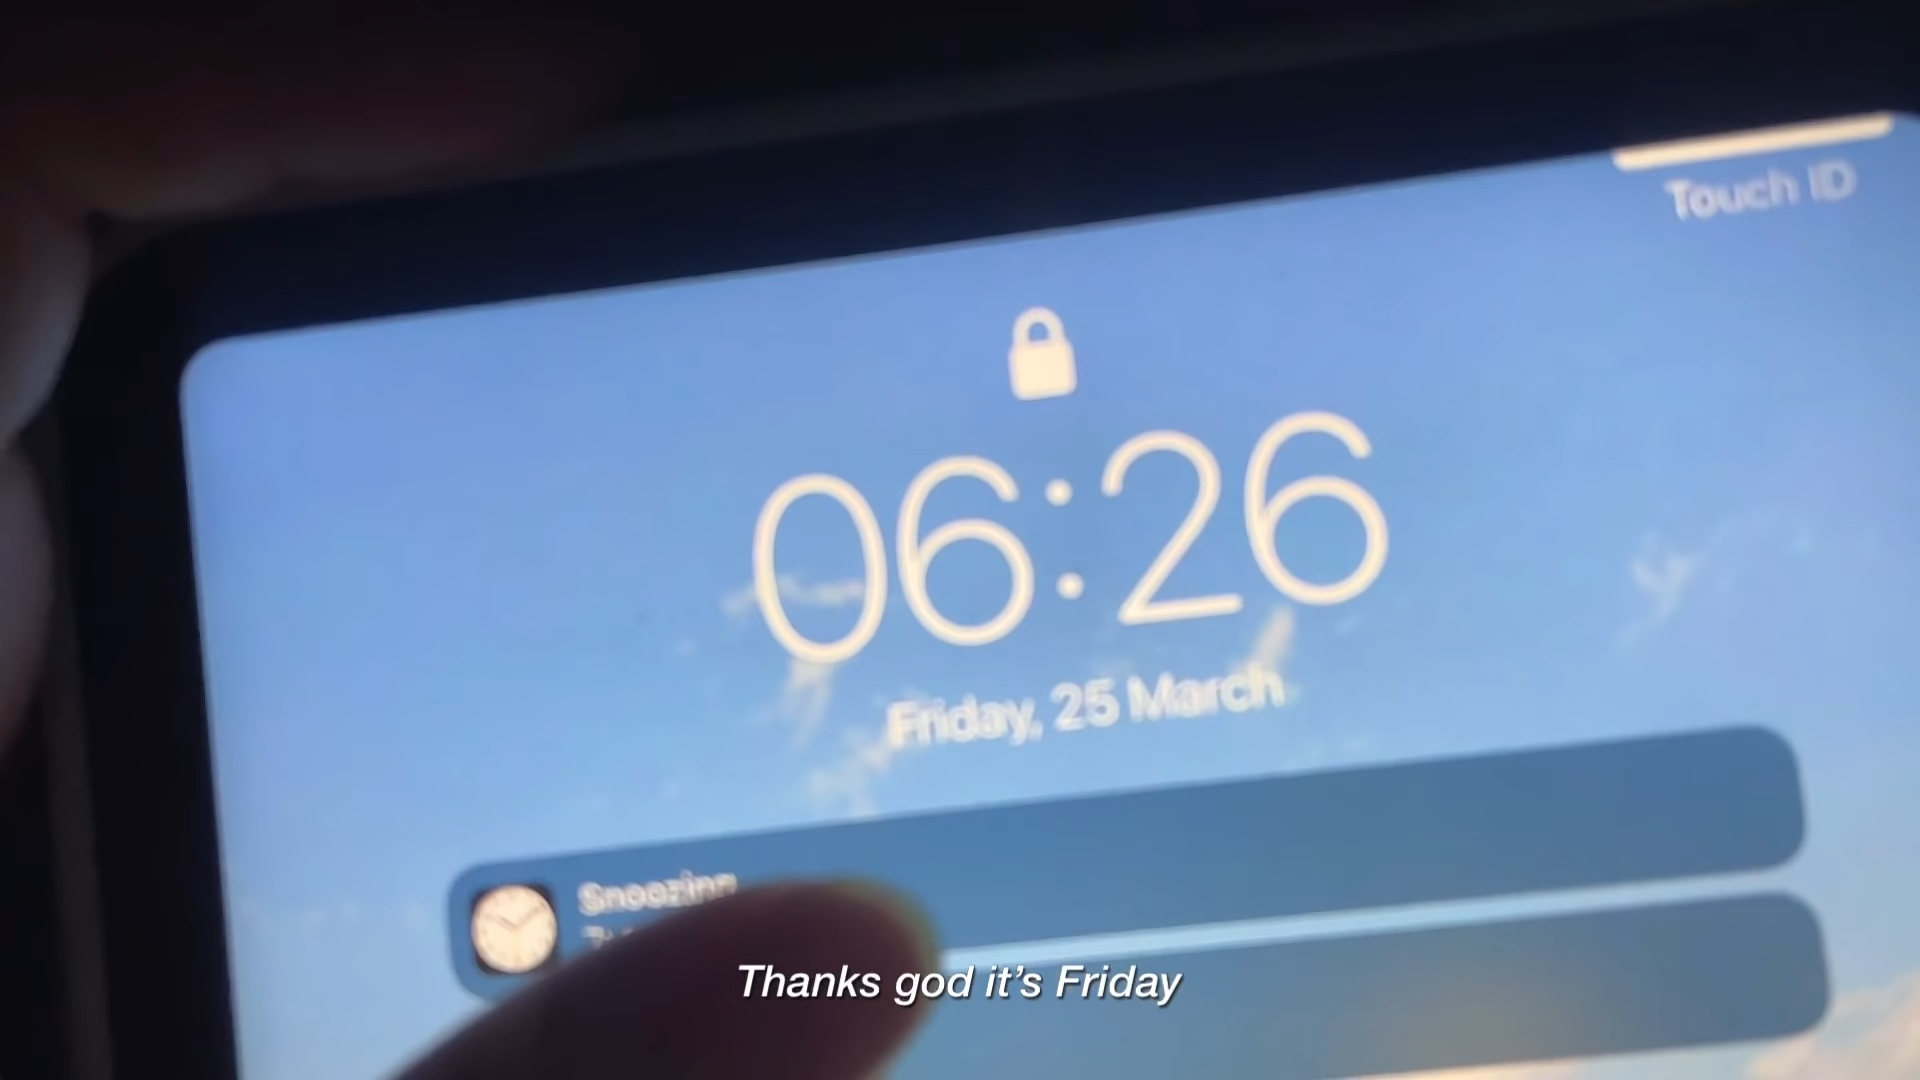 Touch ID
06:26
Friday, 25 March
Snoozing
Thanks god it's Friday